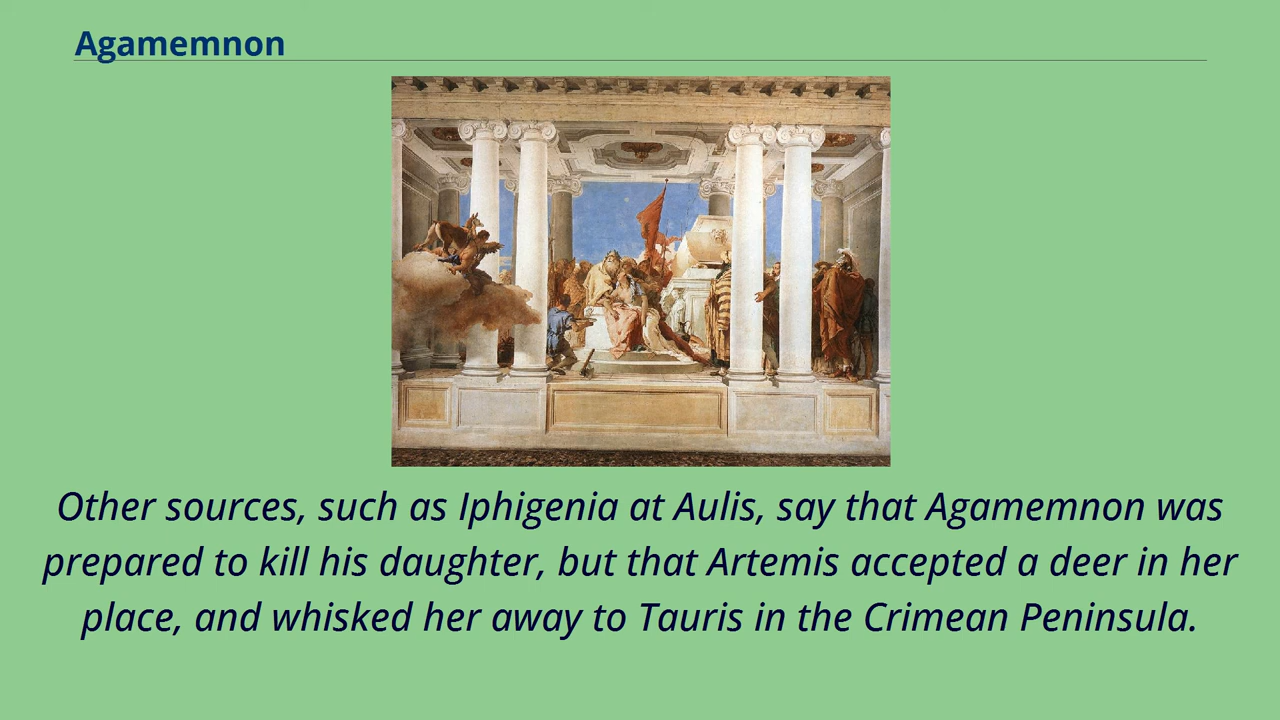 Agamemnon
Other sources, such as Iphigenia at Aulis, say that Agamemnon was
prepared to kill his daughter, but that Artemis accepted a deer in her
place, and whisked her away to Tauris in the Crimean Peninsula.